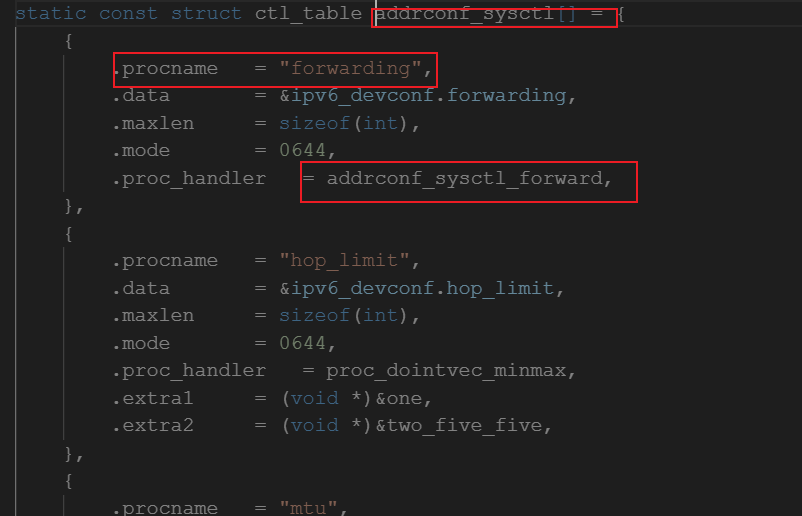 static const struct ctl_table addrconf_sysctl[] = {
{
.procname = "forwarding",
.data = &ipv6_devconf.forwarding,
.maxlen = sizeof(int),
.mode = 0644,
.proc_handler = addrconf_sysctl_forward,
},
{
.procname = "hop_limit",
.data = &ipv6_devconf.hop_limit,
.maxlen = sizeof(int),
.mode = 0644,
.proc_handler = proc_dointvec_minmax,
.extra1 = (void *)&one,
.extra2 = (void *)&two_five_five,
},
{
.procname = "mtu",